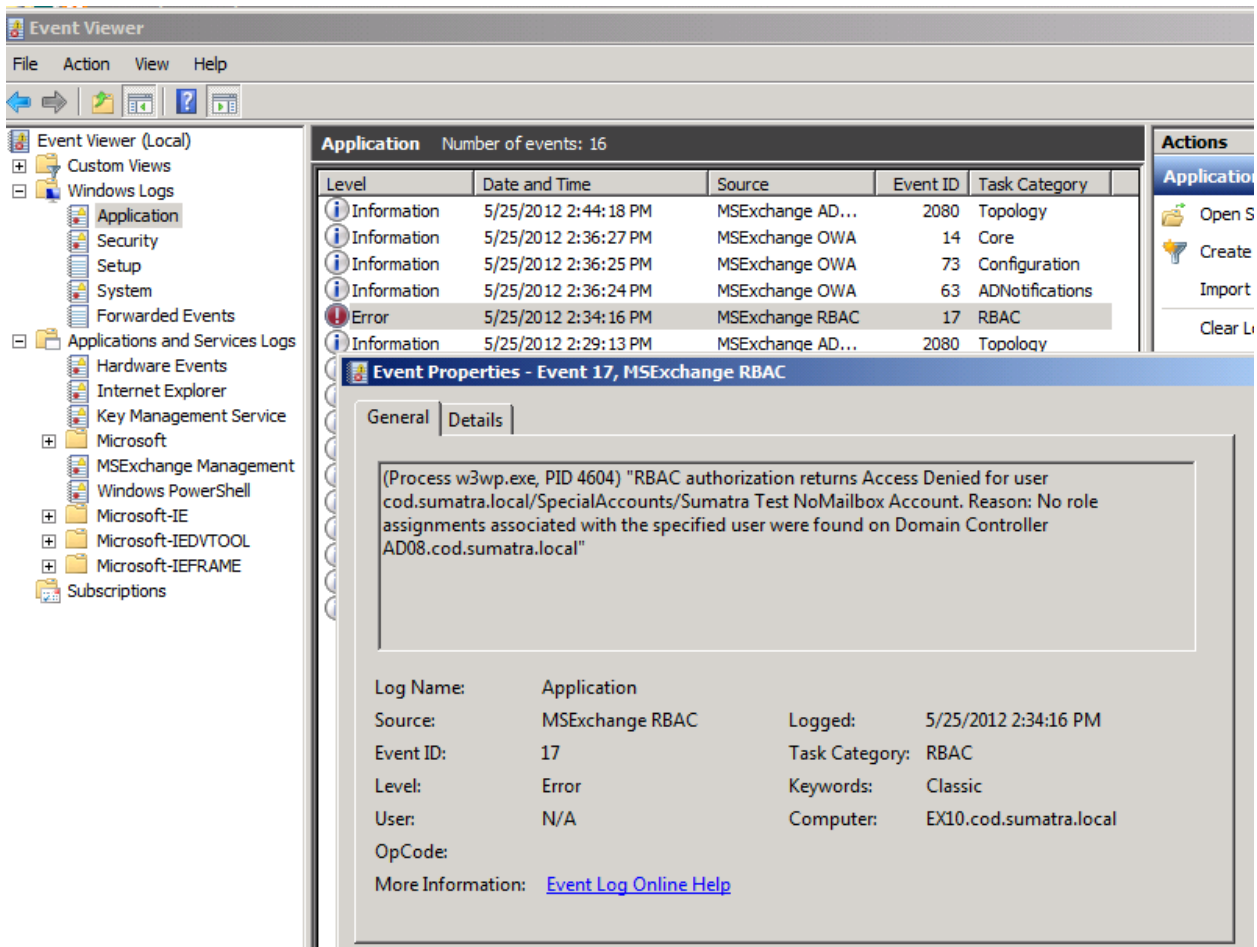 Event Viewer
File Action View Help
Event Viewer (Local)
Custom Views
Windows Logs
Application
Security
Setup
System
Forwarded Events
Applications and Services Logs
Hardware Events
Internet Explorer
Key Management Service
Microsoft
MSExchange Management
Windows PowerShell
Microsoft-IE
Microsoft-IEDVTOOL
Microsoft-IEFRAME
Subscriptions
Application Number of events: 16
Level Date and Time Source Event ID Task Category
Information 5/25/2012 2:44:18 PM MSExchange AD... 2080 Topology
Information 5/25/2012 2:36:27 PM MSExchange OWA 14 Core
Information 5/25/2012 2:36:25 PM MSExchange OWA 73 Configuration
Information 5/25/2012 2:36:24 PM MSExchange OWA 63 ADNotifications
Error 5/25/2012 2:34:16 PM MSExchange RBAC 17 RBAC
Information 5/25/2012 2:29:13 PM MSExchange AD... 2080 Topology
Actions
Application
Open S
Create
Import
Clear L
Event Properties - Event 17, MSExchange RBAC
General Details
(Process w3wp.exe, PID 4604) "RBAC authorization returns Access Denied for user
cod.sumatra.local/SpecialAccounts/Sumatra Test NoMailbox Account. Reason: No role
assignments associated with the specified user were found on Domain Controller
AD08.cod.sumatra.local"
Log Name: Application
Source: MSExchange RBAC Logged: 5/25/2012 2:34:16 PM
Event ID: 17 Task Category: RBAC
Level: Error Keywords: Classic
User: N/A Computer: EX10.cod.sumatra.local
OpCode:
More Information: Event Log Online Help